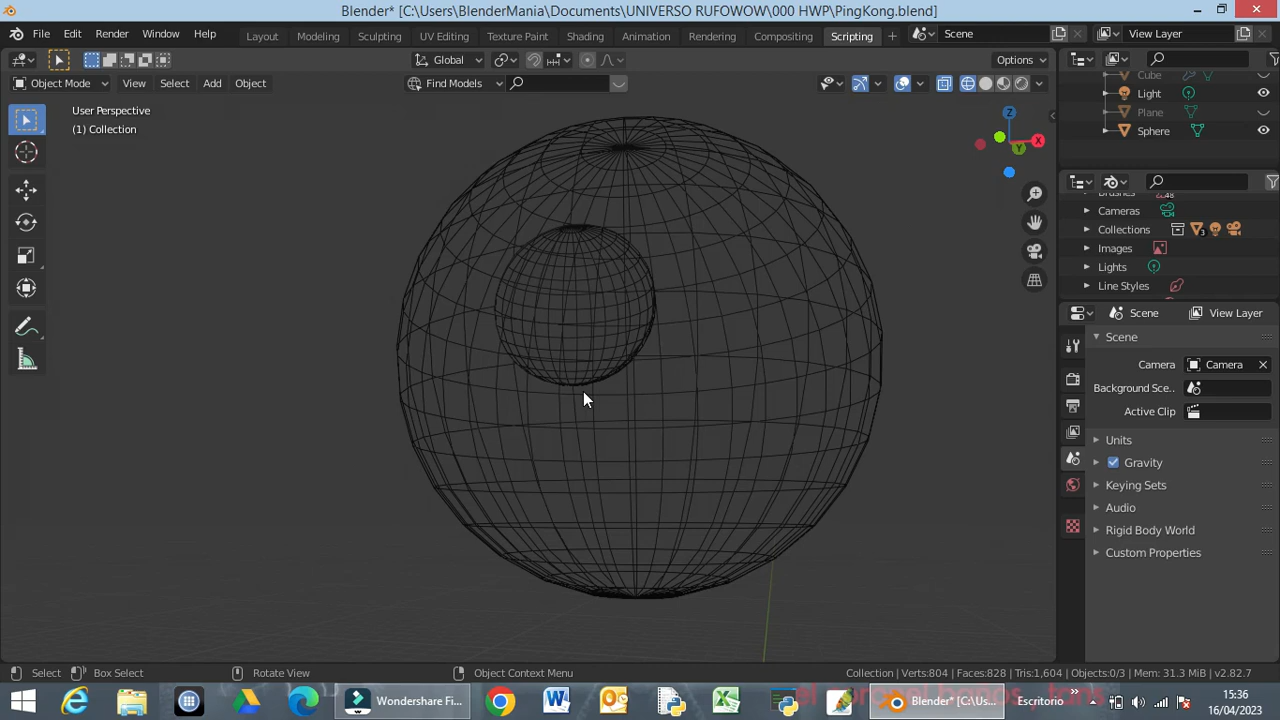 Blender* [C:\Users\BlenderMania\Documents\UNIVERSO RUFOWOW\000 HWP\PingKong.blend]
File Edit Render Window Help Layout Modeling Sculpting UV Editing Texture Paint Shading Animation Rendering Compositing Scripting Scene View Layer
Global Options
Object Mode View Select Add Object Find Models
User Perspective
(1) Collection
Z
X
Y
Cube
Light
Plane
Sphere
Cameras
Collections
Images
Lights
Line Styles
Scene View Layer
Scene
Camera Camera
Background Sce..
Active Clip
Units
Gravity
Keying Sets
Audio
Rigid Body World
Custom Properties
Select Box Select Rotate View Object Context Menu Collection | Verts:804 | Faces:828 | Tris:1,604 | Objects:0/3 | Mem: 31.3 MiB | v2.82.7
Wondershare Fi... Blender* [C:\Us... Escritorio
15:36
16/04/2023